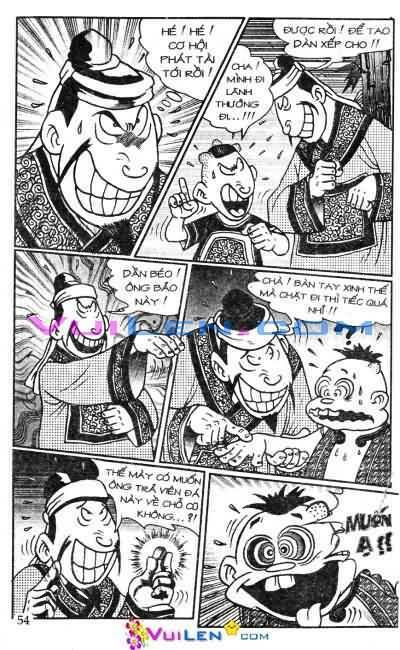 HÉ! HÉ!
CƠ HỘI
PHÁT TÀI
TỚI RỒI!
ĐƯỢC RỒI! ĐỂ TAO
DÀN XẾP CHO!!
CHA!
MÌNH ĐI
LÃNH
THƯỞNG
ĐI...!!!
DẦN BÉO!
ÔNG BẢO
NÀY!
CHÀ! BÀN TAY XINH THẾ
MÀ CHẶT ĐI THÌ TIẾC QUÁ
NHỈ!!
VuiLen.com
THẾ MÀY CÓ MUỐN
ÔNG TRẢ VIÊN ĐÁ
NÀY VỀ CHỖ CŨ
KHÔNG...?!
MUỐN
Ạ!!
54
VuiLen.com